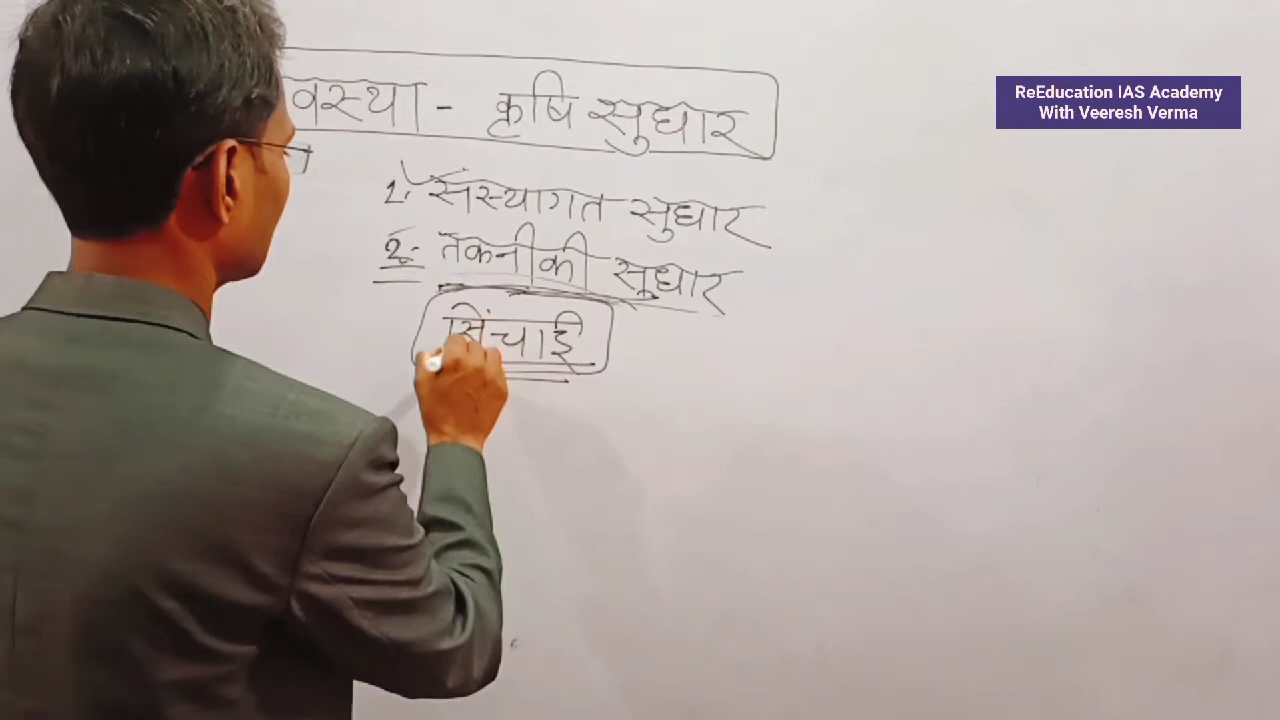 ReEducation IAS Academy
With Veeresh Verma
वस्था - कृषि सुधार
1. संस्थागत सुधार
2. तकनीकी सुधार
सिंचाई